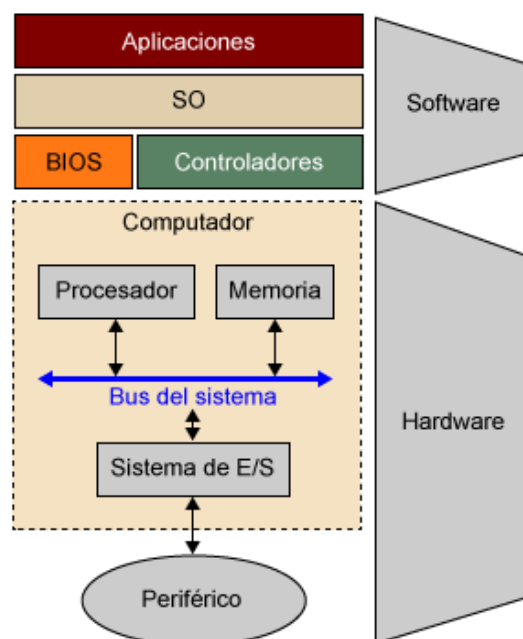 Aplicaciones
SO
Software
BIOS
Controladores
Computador
Procesador
Memoria
Bus del sistema
Hardware
Sistema de E/S
Periférico